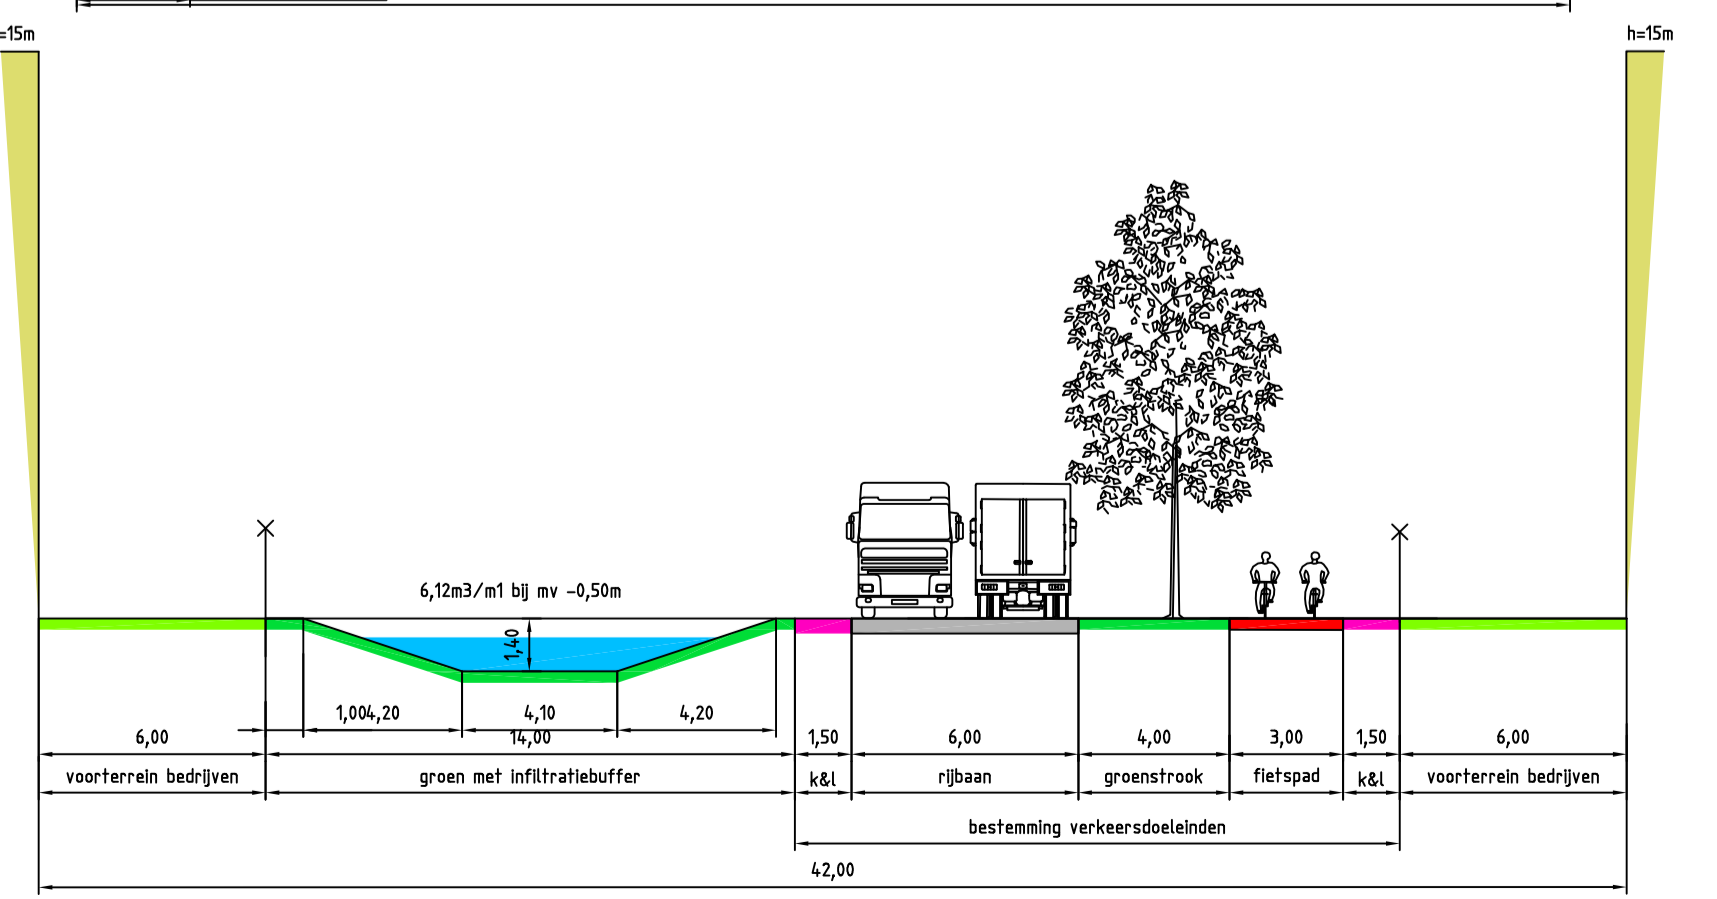 =15m
h=15m
6,12m3/m1 bij mv -0,50m
1,40
1,00 4,20
4,10
4,20
6,00
14,00
1,50
6,00
4,00
3,00
1,50
6,00
voorterrein bedrijven
groen met infiltratiebuffer
k&l
rijbaan
groenstrook
fietspad
k&l
voorterrein bedrijven
bestemming verkeersdoeleinden
42,00